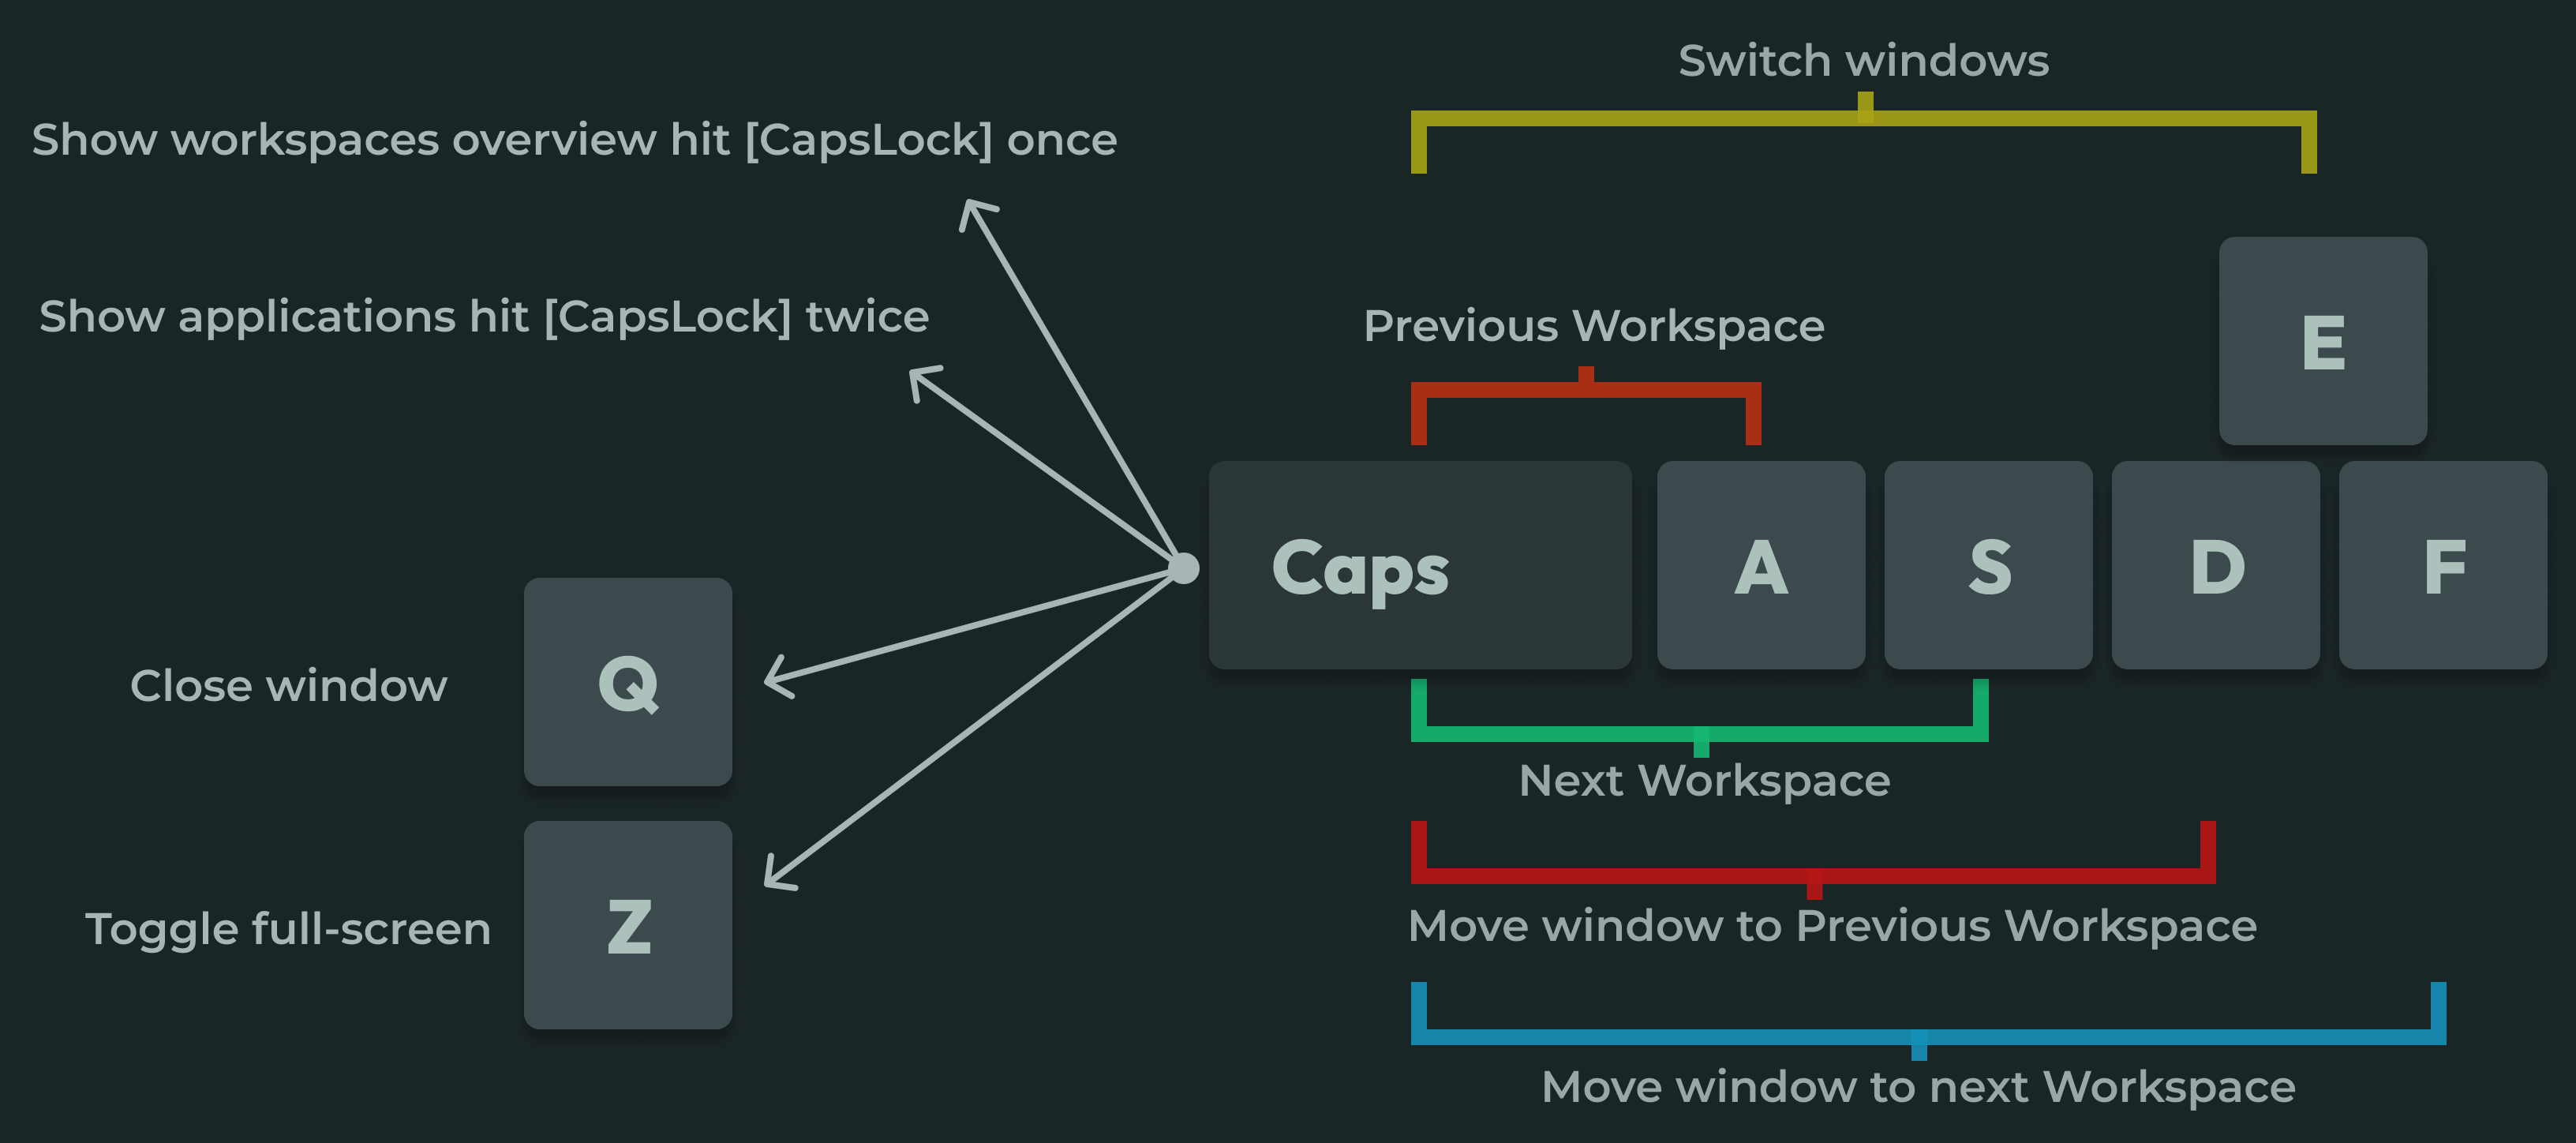 Switch windows
Show workspaces overview hit [CapsLock] once
Show applications hit [CapsLock] twice
Previous Workspace
E
Caps
A
S
D
F
Close window
Q
Next Workspace
Toggle full-screen
Z
Move window to Previous Workspace
Move window to next Workspace